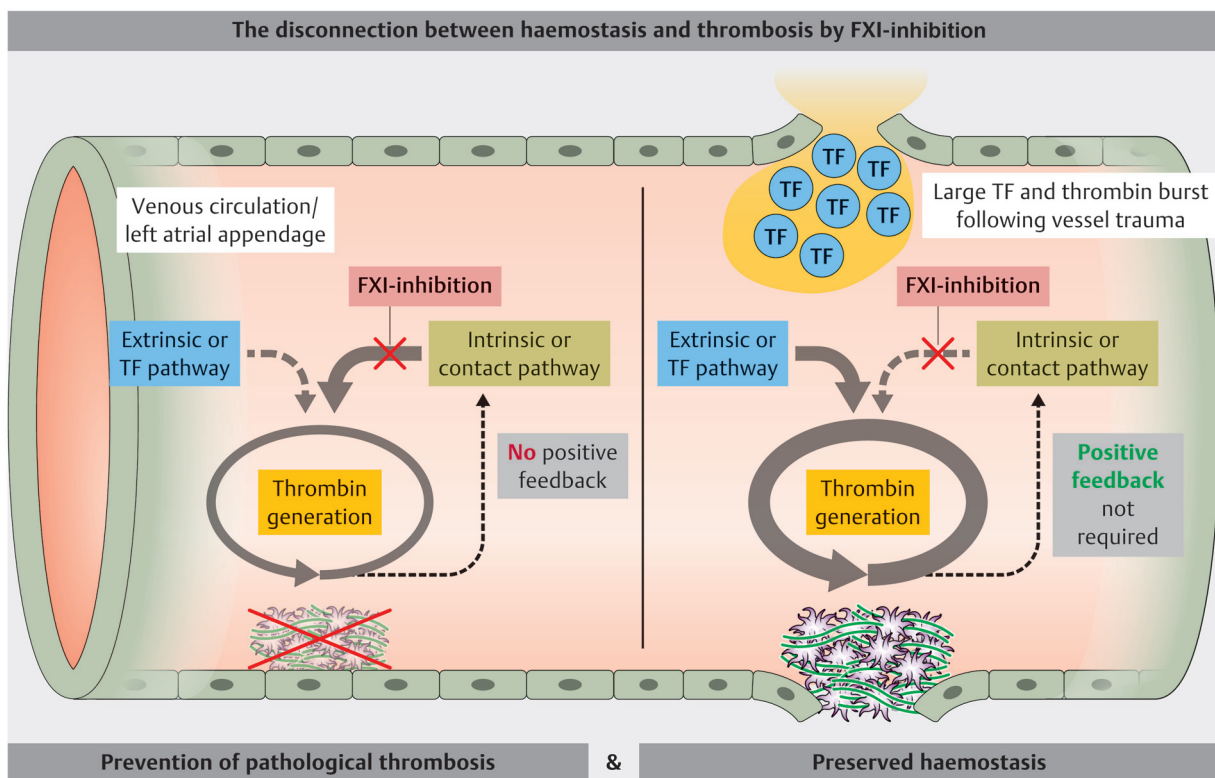 The disconnection between haemostasis and thrombosis by FXI-inhibition
Venous circulation/
left atrial appendage
FXI-inhibition
Extrinsic or
TF pathway
Intrinsic or
contact pathway
No positive
feedback
Thrombin
generation
TF
TF
TF
TF
TF
TF
TF
TF
Large TF and thrombin burst
following vessel trauma
FXI-inhibition
Extrinsic or
TF pathway
Intrinsic or
contact pathway
Positive
feedback
not
required
Thrombin
generation
Prevention of pathological thrombosis
&
Preserved haemostasis